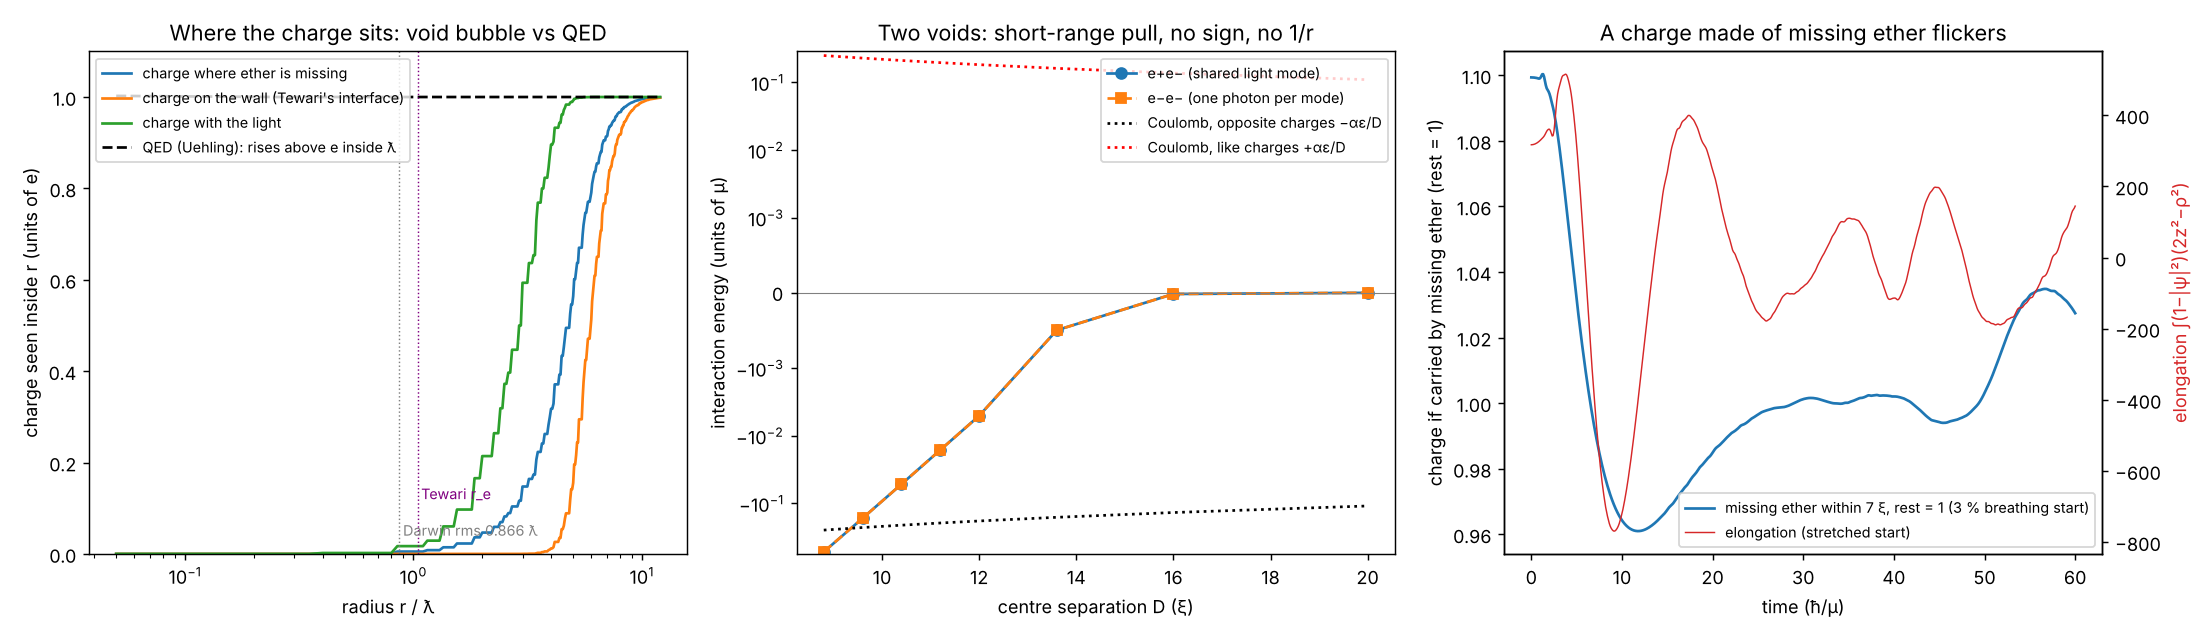 Where the charge sits: void bubble vs QED
charge where ether is missing
charge on the wall (Tewari's interface)
charge with the light
QED (Uehling): rises above e inside ƛ
Tewari r_e
Darwin rms 0.866 ƛ
charge seen inside r (units of e)
1.0
0.8
0.6
0.4
0.2
0.0
10⁻¹
10⁰
10¹
radius r / ƛ
Two voids: short-range pull, no sign, no 1/r
e+e− (shared light mode)
e−e− (one photon per mode)
Coulomb, opposite charges −αε/D
Coulomb, like charges +αε/D
interaction energy (units of μ)
10⁻¹
10⁻²
10⁻³
0
−10⁻³
−10⁻²
−10⁻¹
10
12
14
16
18
20
centre separation D (ξ)
A charge made of missing ether flickers
charge if carried by missing ether (rest = 1)
1.10
1.08
1.06
1.04
1.02
1.00
0.98
0.96
missing ether within 7 ξ, rest = 1 (3 % breathing start)
elongation (stretched start)
0
10
20
30
40
50
60
time (ħ/μ)
400
200
0
−200
−400
−600
−800
elongation ∫(1−|ψ|²)(2z²−ρ²)